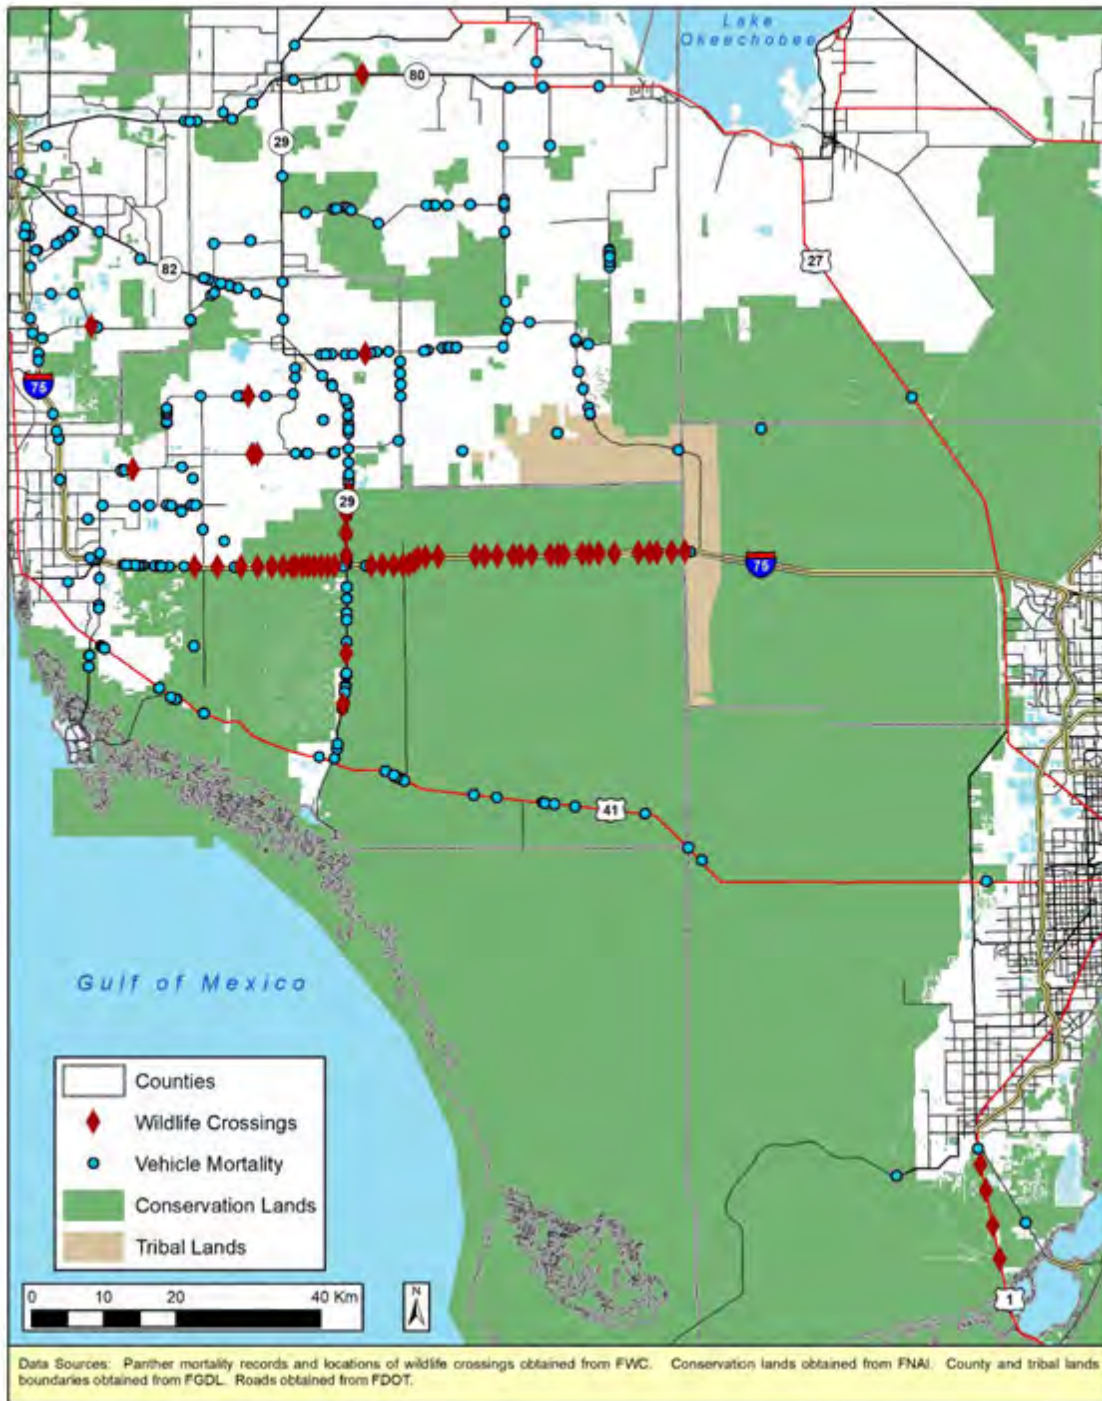 Lake
Okeechobee
80
29
82
27
75
29
75
41
Gulf of Mexico
Counties
Wildlife Crossings
Vehicle Mortality
Conservation Lands
Tribal Lands
0 10 20 40 Km
N
1
Data Sources: Panther mortality records and locations of wildlife crossings obtained from FWC. Conservation lands obtained from FNAI. County and tribal lands
boundaries obtained from FGDL. Roads obtained from FDOT.